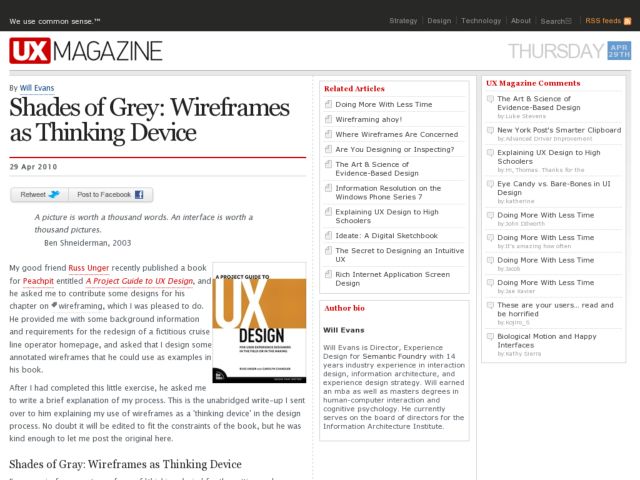 We use common sense.™
Strategy | Design | Technology | About | Search | RSS feeds
UX MAGAZINE
THURSDAY APR 29TH
By Will Evans
Shades of Grey: Wireframes
as Thinking Device
29 Apr 2010
Retweet
Post to Facebook
A picture is worth a thousand words. An interface is worth a
thousand pictures.
Ben Shneiderman, 2003
My good friend Russ Unger recently published a book
for Peachpit entitled A Project Guide to UX Design, and
he asked me to contribute some designs for his
chapter on wireframing, which I was pleased to do.
He provided me with some background information
and requirements for the redesign of a fictitious cruise
line operator homepage, and asked that I design some
annotated wireframes that he could use as examples in
his book.
A PROJECT GUIDE TO
UX
DESIGN
After I had completed this little exercise, he asked me
to write a brief explanation of my process. This is the unabridged write-up I sent
over to him explaining my use of wireframes as a 'thinking device' in the design
process. No doubt it will be edited to fit the constraints of the book, but he was
kind enough to let me post the original here.
Shades of Gray: Wireframes as Thinking Device
Related Articles
Doing More With Less Time
Wireframing ahoy!
Where Wireframes Are Concerned
Are You Designing or Inspecting?
The Art & Science of
Evidence-Based Design
Information Resolution on the
Windows Phone Series 7
Explaining UX Design to High
Schoolers
Ideate: A Digital Sketchbook
The Secret to Designing an Intuitive
UX
Rich Internet Application Screen
Design
Author bio
Will Evans
Will Evans is Director, Experience
Design for Semantic Foundry with 14
years industry experience in interaction
design, information architecture, and
experience design strategy. Will earned
an mba as well as masters degrees in
human-computer interaction and
cognitive psychology. He currently
serves on the board of directors for the
Information Architecture Institute.
UX Magazine Comments
The Art & Science of
Evidence-Based Design
by Luke Stevens
New York Post's Smarter Clipboard
by Advanced Driver Improvement
Explaining UX Design to High
Schoolers
by Hi, Thomas Thanks for the
Eye Candy vs. Bare-Bones in UI
Design
by katherine
Doing More With Less Time
by John Dilworth
Doing More With Less Time
by It's amazing how often
Doing More With Less Time
by Jacob
Doing More With Less Time
by Jae Xavier
These are your users... read and
be horrified
by Kojiro_S
Biological Motion and Happy
Interfaces
by Kathy Sierra